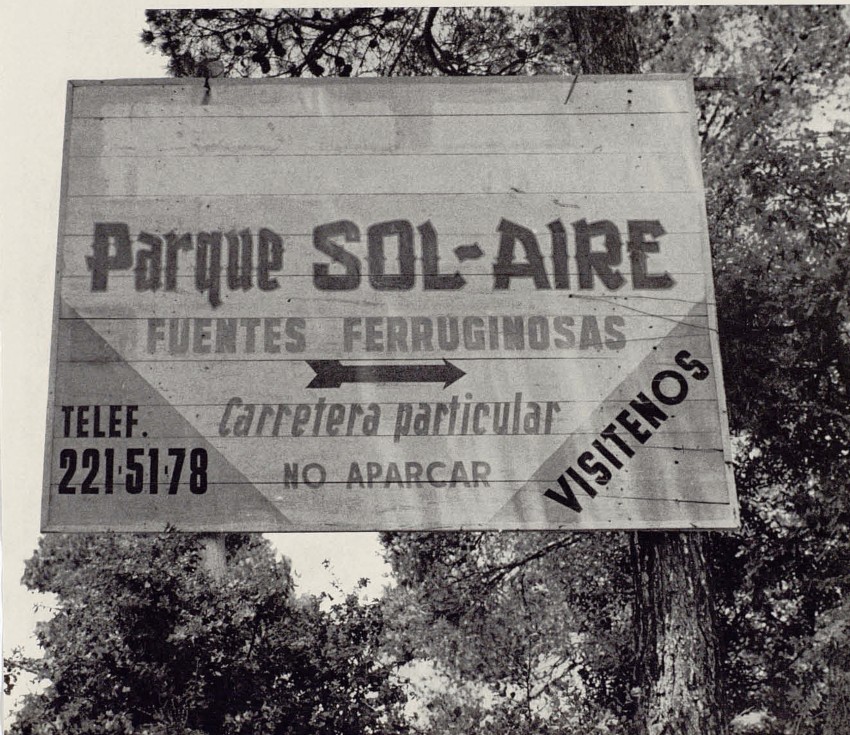 Parque SOL-AIRE
FUENTES FERRUGINOSAS
Carretera particular
NO APARCAR
TELEF.
221·51·78
VISITENOS